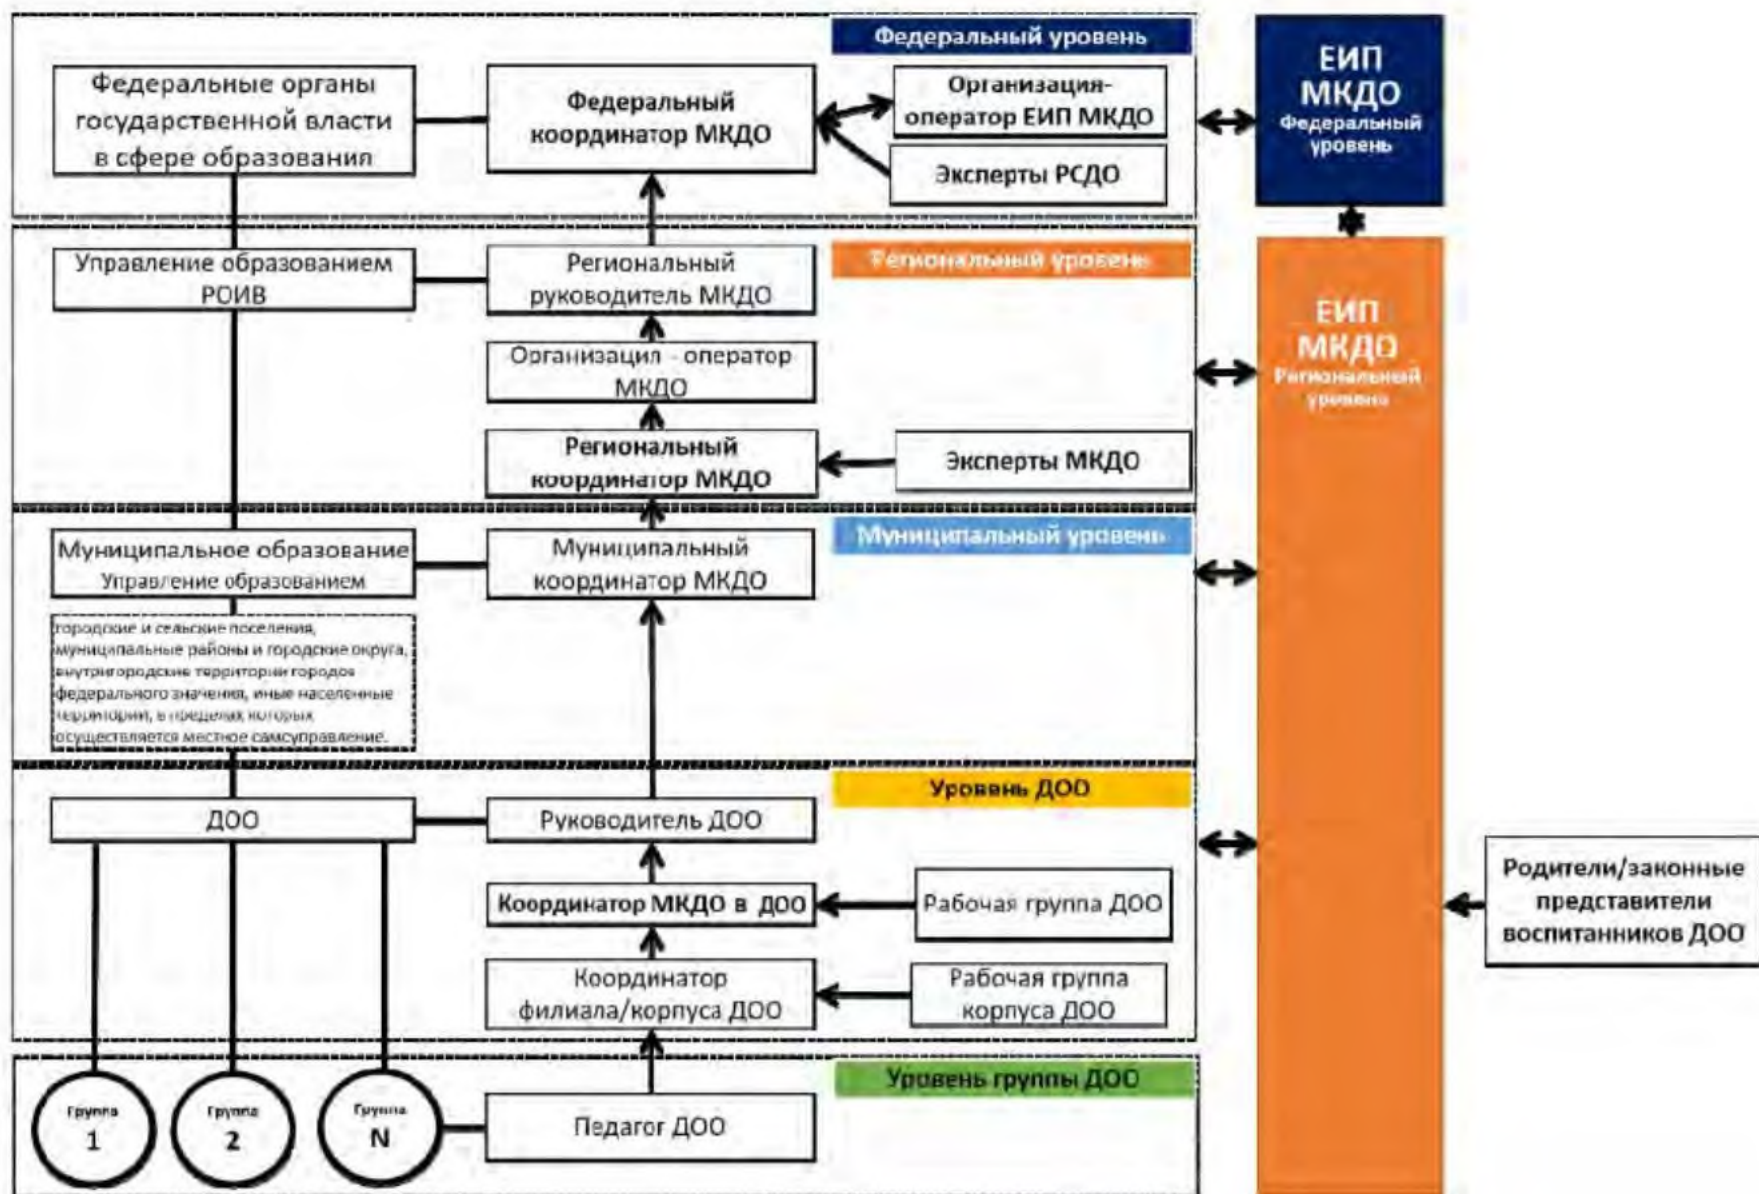 Федеральный уровень
Федеральные органы
государственной власти
в сфере образования
Федеральный
координатор МКДО
Организация-
оператор ЕИП МКДО
Эксперты РСДО
ЕИП
МКДО
Федеральный
уровень
Региональный уровень
Управление образованием
РОИВ
Региональный
руководитель МКДО
Организация - оператор
МКДО
Региональный
координатор МКДО
Эксперты МКДО
ЕИП
МКДО
Региональный
уровень
Муниципальный уровень
Муниципальное образование
Управление образованием
Муниципальный
координатор МКДО
городские и сельские поселения,
муниципальные районы и городские округа,
внутригородские территории городов
федерального значения, иные населенные
территории, в пределах которых
осуществляется местное самоуправление.
Уровень ДОО
ДОО
Руководитель ДОО
Координатор МКДО в ДОО
Рабочая группа ДОО
Координатор
филиала/корпуса ДОО
Рабочая группа
корпуса ДОО
Родители/законные
представители
воспитанников ДОО
Уровень группы ДОО
Группа
1
Группа
2
Группа
N
Педагог ДОО